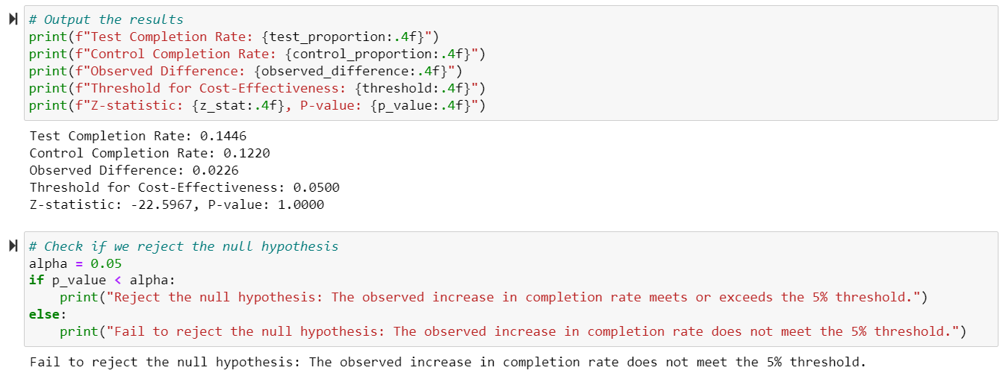 # Output the results
print(f"Test Completion Rate: {test_proportion:.4f}")
print(f"Control Completion Rate: {control_proportion:.4f}")
print(f"Observed Difference: {observed_difference:.4f}")
print(f"Threshold for Cost-Effectiveness: {threshold:.4f}")
print(f"Z-statistic: {z_stat:.4f}, P-value: {p_value:.4f}")
Test Completion Rate: 0.1446
Control Completion Rate: 0.1220
Observed Difference: 0.0226
Threshold for Cost-Effectiveness: 0.0500
Z-statistic: -22.5967, P-value: 1.0000
# Check if we reject the null hypothesis
alpha = 0.05
if p_value < alpha:
    print("Reject the null hypothesis: The observed increase in completion rate meets or exceeds the 5% threshold.")
else:
    print("Fail to reject the null hypothesis: The observed increase in completion rate does not meet the 5% threshold.")
Fail to reject the null hypothesis: The observed increase in completion rate does not meet the 5% threshold.